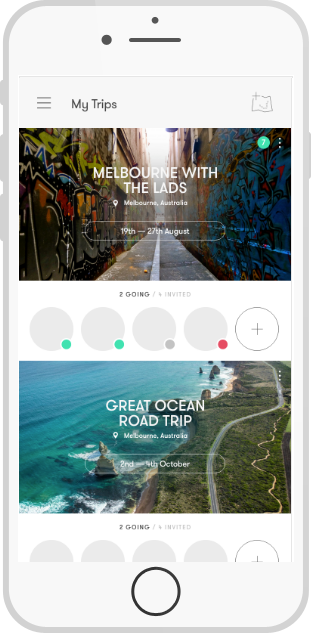 My Trips
7
MELBOURNE WITH
THE LADS
Melbourne, Australia
19th — 27th August
2 GOING / 4 INVITED
GREAT OCEAN
ROAD TRIP
Melbourne, Australia
2nd — 4th October
2 GOING / 4 INVITED